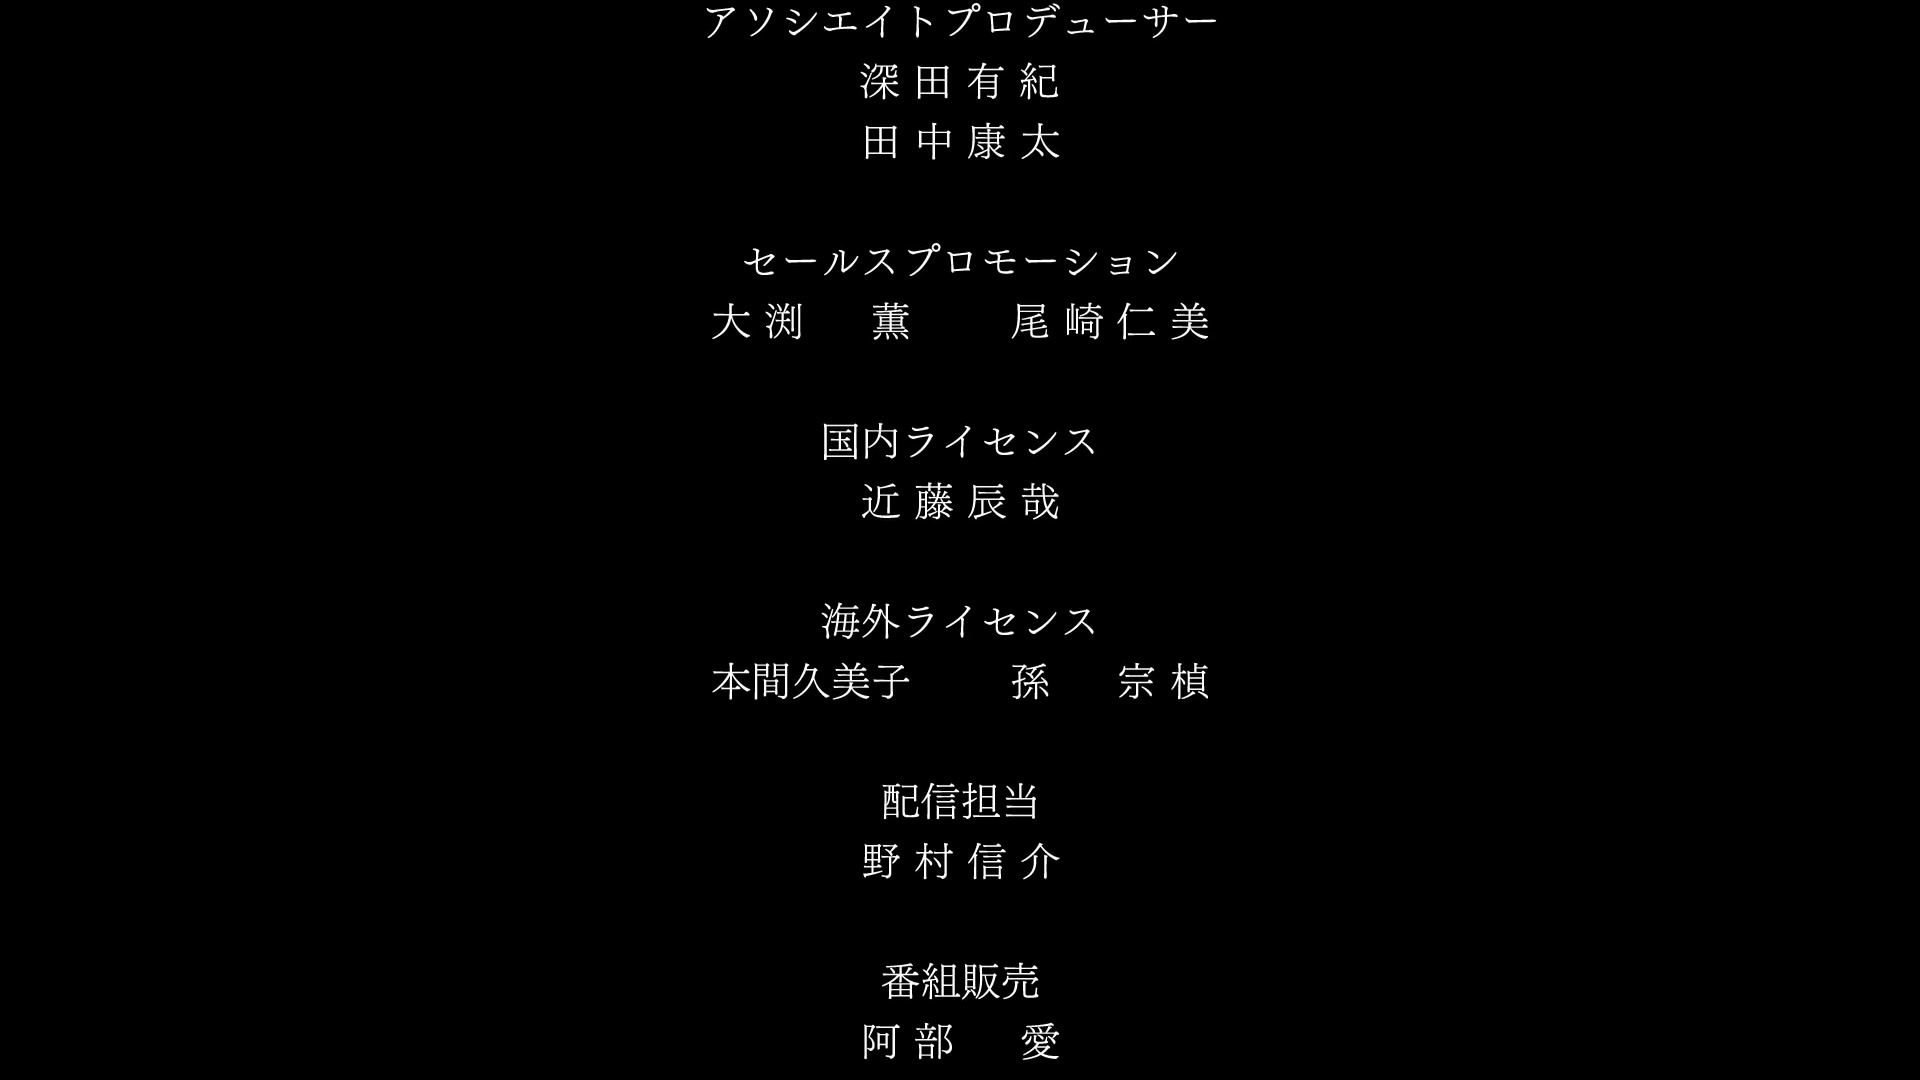 アソシエイトプロデューサー
深田有紀
田中康太
セールスプロモーション
大渕　薫　　尾崎仁美
国内ライセンス
近藤辰哉
海外ライセンス
本間久美子　　孫　宗楨
配信担当
野村信介
番組販売
阿部　愛